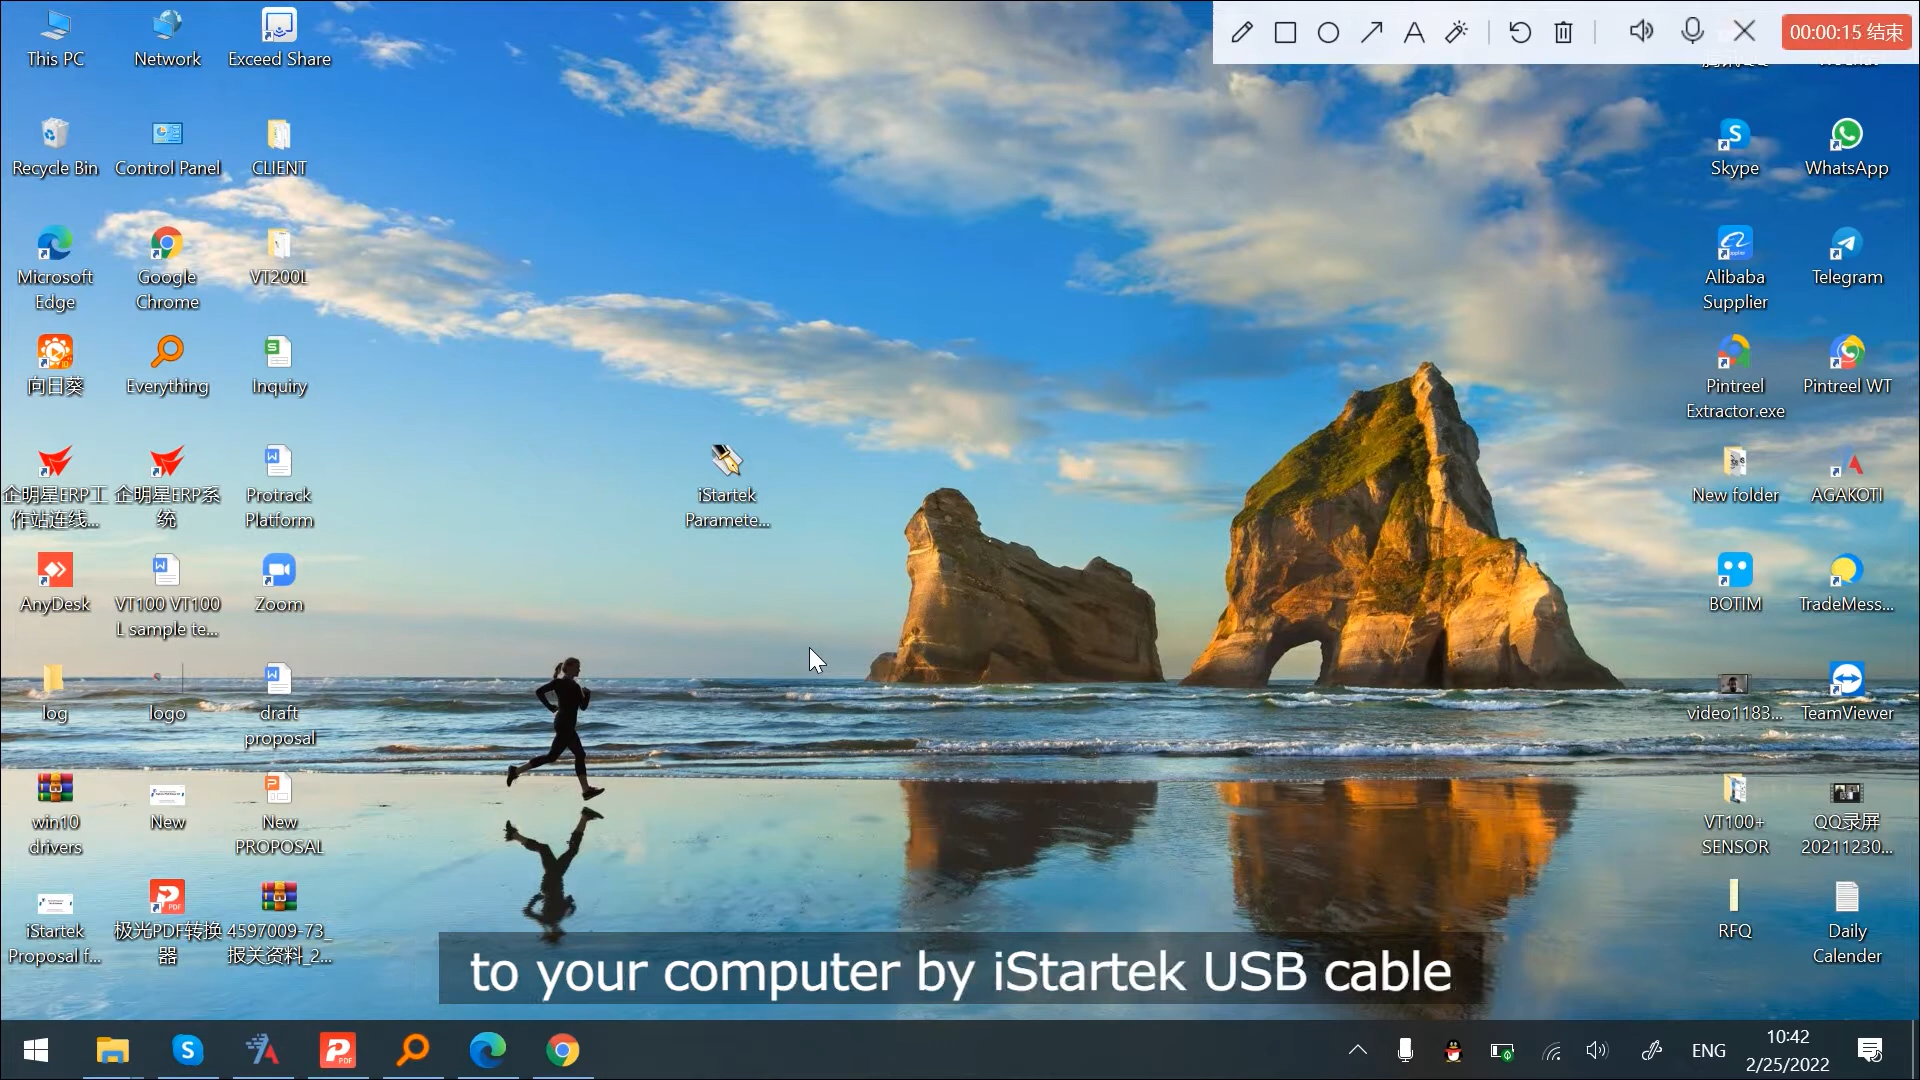 This PC
Network
Exceed Share
00:00:15 结束
Recycle Bin
Control Panel
CLIENT
Skype
WhatsApp
Microsoft
Edge
Google
Chrome
VT200L
Alibaba
Supplier
Telegram
向日葵
Everything
Inquiry
Pintreel
Extractor.exe
Pintreel WT
企明星ERP工
作站连线...
企明星ERP系
统
Protrack
Platform
iStartek
Paramete...
New folder
AGAKOTI
AnyDesk
VT100 VT100
L sample te...
Zoom
BOTIM
TradeMess...
log
logo
draft
proposal
video1183...
TeamViewer
win10
drivers
New
New
PROPOSAL
VT100+
SENSOR
QQ录屏
20211230...
iStartek
Proposal f...
极光PDF转换
器
4597009-73_
报关资料_2...
RFQ
Daily
Calender
to your computer by iStartek USB cable
ENG
10:42
2/25/2022